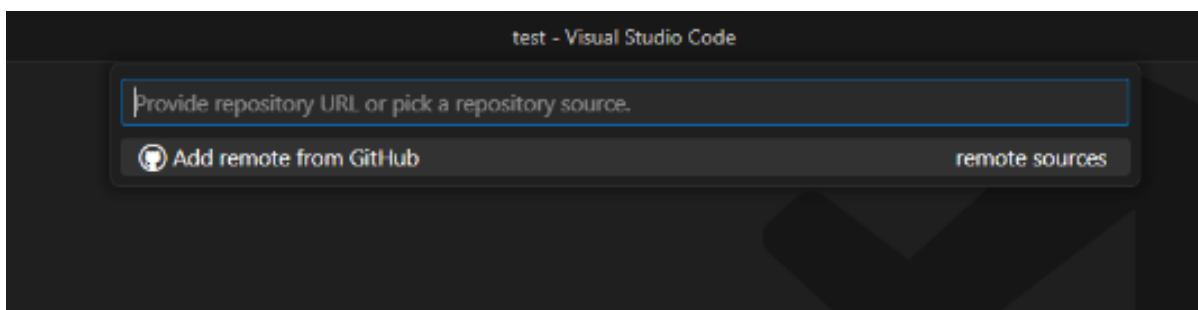 test - Visual Studio Code
Provide repository URL or pick a repository source.
Add remote from GitHub remote sources